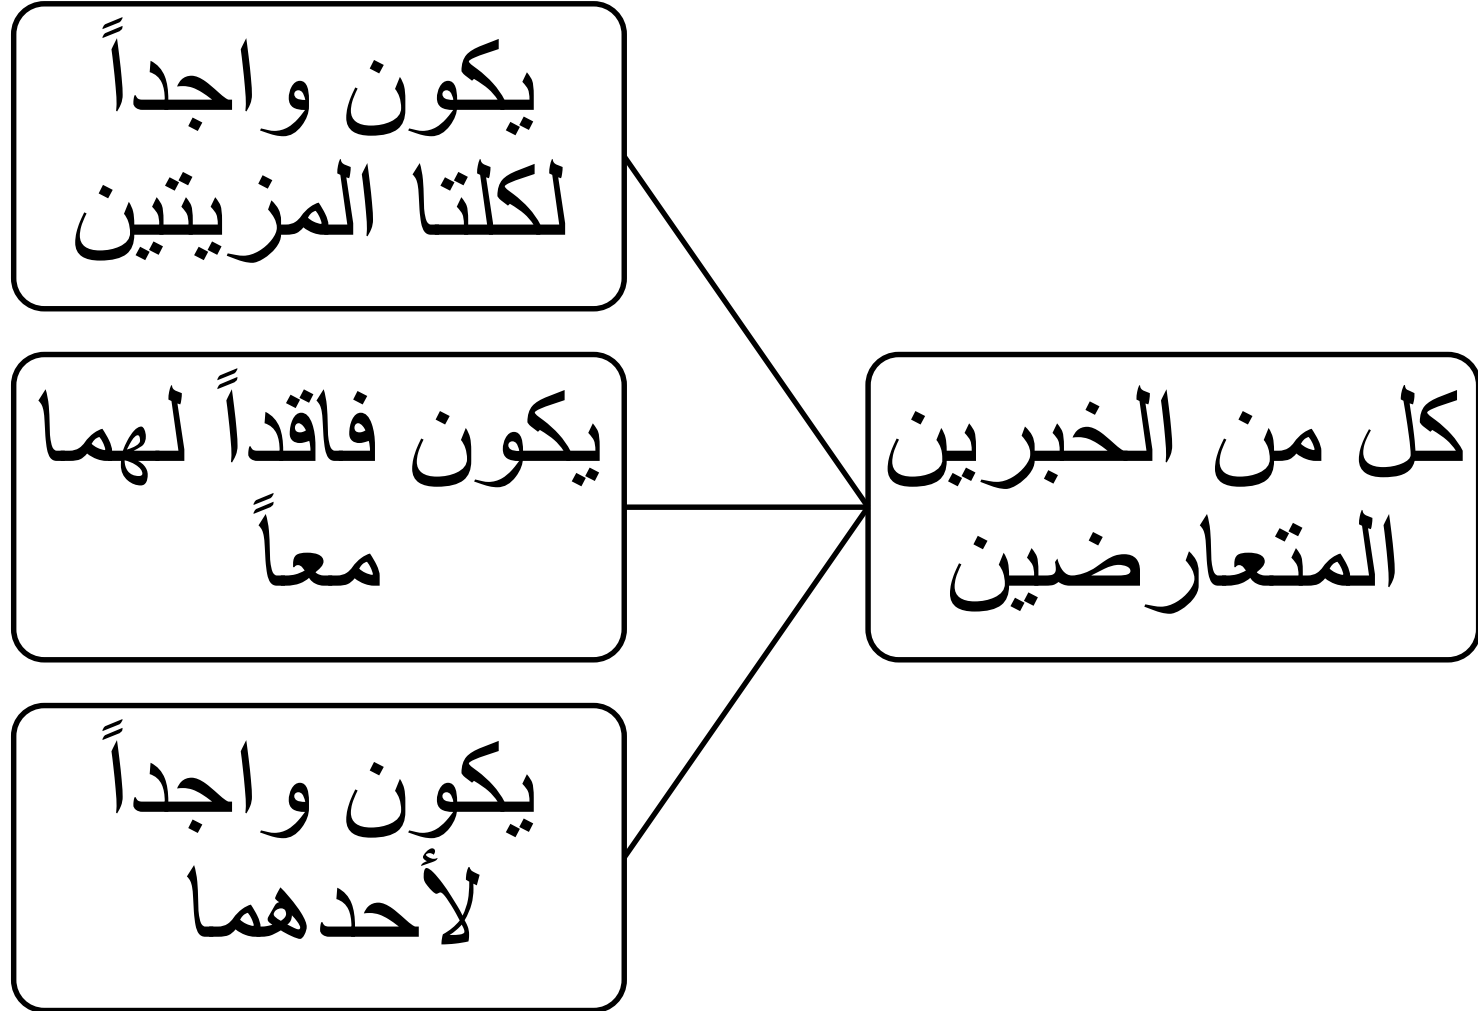 كل من الخبرين
المتعارضين
يكون واجداً
لكلتا المزيتين
يكون فاقداً لهما
معاً
يكون واجداً
لأحدهما